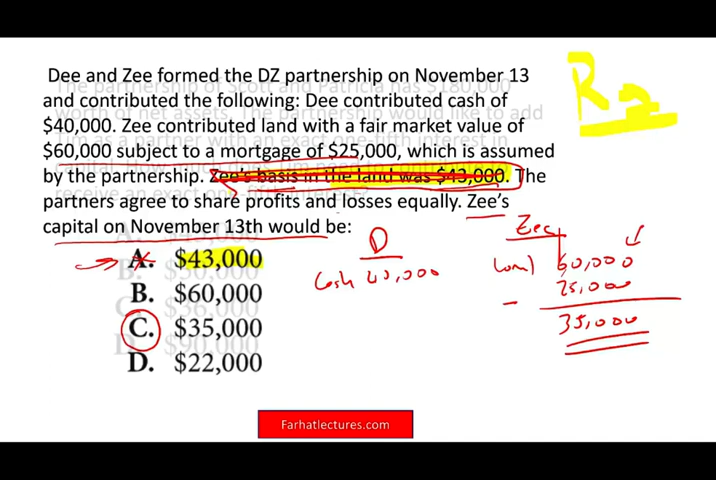 Dee and Zee formed the DZ partnership on November 13
and contributed the following: Dee contributed cash of
$40,000. Zee contributed land with a fair market value of
$60,000 subject to a mortgage of $25,000, which is assumed
by the partnership. Zee's basis in the land was $43,000. The
partners agree to share profits and losses equally. Zee's
capital on November 13th would be:
A. $43,000
B. $60,000
C. $35,000
D. $22,000
D
Cash 40,000
Zee
60,000
25,000
35,000
Farhatlectures.com